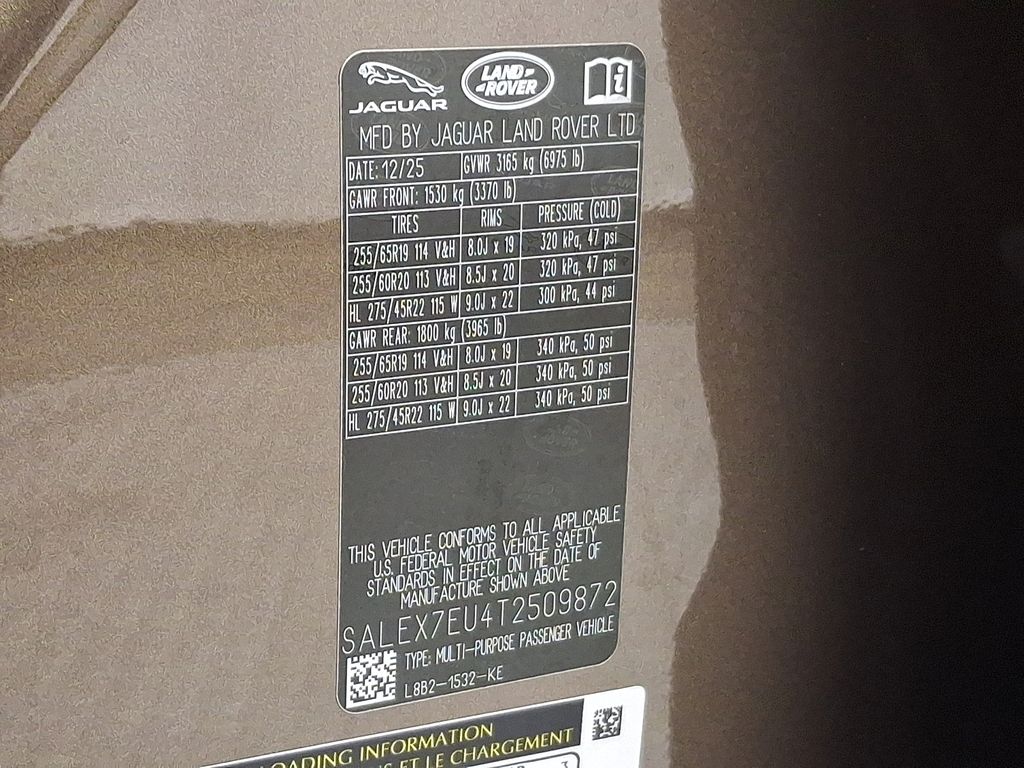 JAGUAR
LAND ROVER
i
MFD BY JAGUAR LAND ROVER LTD
DATE: 12/25 GVWR 3165 kg (6975 lb)
GAWR FRONT: 1530 kg (3370 lb)
TIRES RIMS PRESSURE (COLD)
255/65R19 114 V&H 8.0J x 19 320 kPa, 47 psi
255/60R20 113 V&H 8.5J x 20 320 kPa, 47 psi
HL 275/45R22 115 W 9.0J x 22 300 kPa, 44 psi
GAWR REAR: 1800 kg (3965 lb)
255/65R19 114 V&H 8.0J x 19 340 kPa, 50 psi
255/60R20 113 V&H 8.5J x 20 340 kPa, 50 psi
HL 275/45R22 115 W 9.0J x 22 340 kPa, 50 psi
THIS VEHICLE CONFORMS TO ALL APPLICABLE
U.S. FEDERAL MOTOR VEHICLE SAFETY
STANDARDS IN EFFECT ON THE DATE OF
MANUFACTURE SHOWN ABOVE
SALEX7EU4T2509872
TYPE: MULTI-PURPOSE PASSENGER VEHICLE
L8B2-1532-KE
OADING INFORMATION
ET LE CHARGEMENT